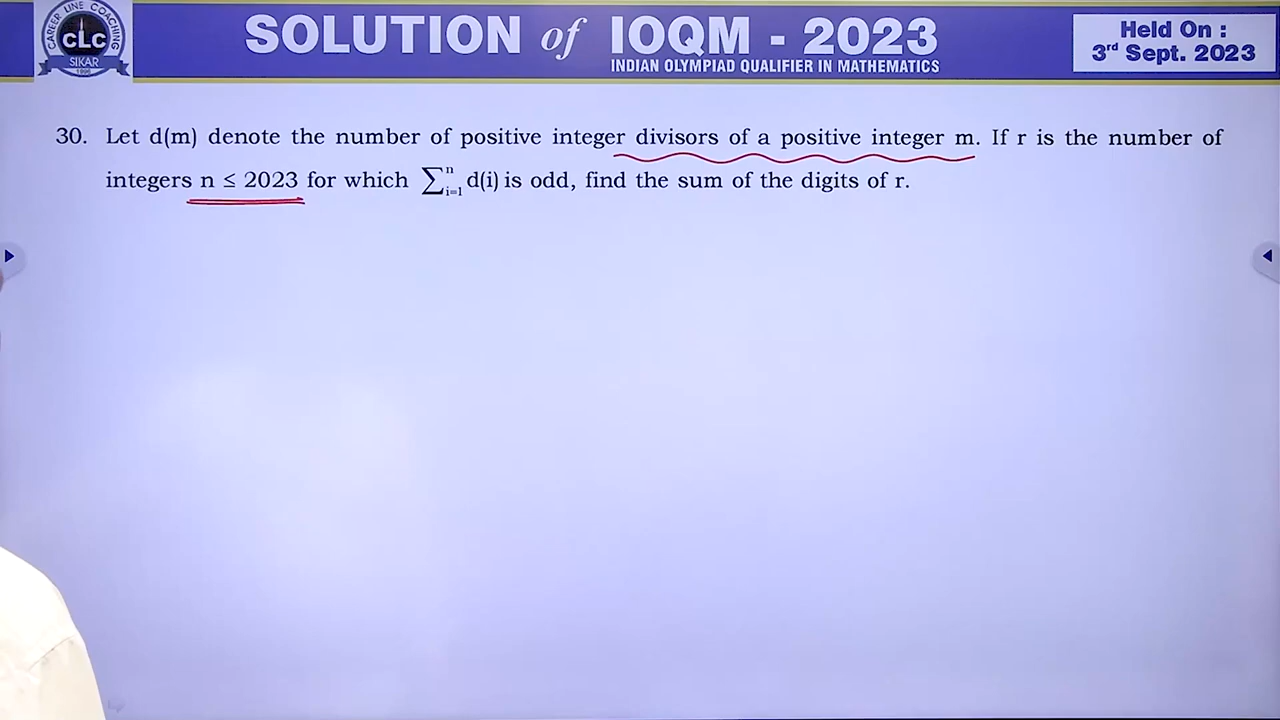 CAREER LINE COACHING
CLC
SIKAR
1996
SOLUTION of IOQM - 2023
INDIAN OLYMPIAD QUALIFIER IN MATHEMATICS
Held On :
3rd Sept. 2023
30. Let d(m) denote the number of positive integer divisors of a positive integer m. If r is the number of
integers n ≤ 2023 for which ∑ⁿᵢ₌₁ d(i) is odd, find the sum of the digits of r.